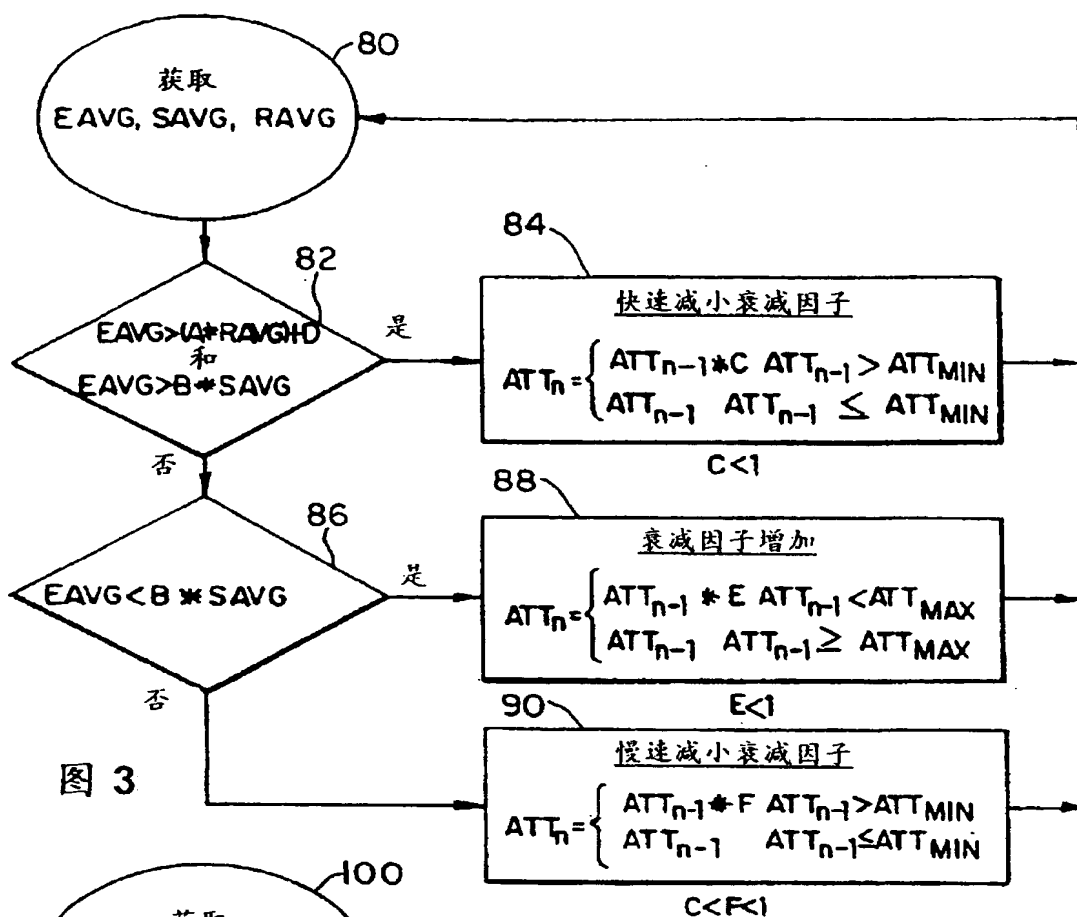 80
获取
EAVG, SAVG, RAVG
82
EAVG>(A*RAVG)+D
和
EAVG>B*SAVG
是
否
84
快速减小衰减因子
ATTn={ATTn-1*C ATTn-1>ATTMIN
ATTn-1 ATTn-1 ≤ ATTMIN
C<1
86
EAVG<B*SAVG
是
否
88
衰减因子增加
ATTn={ATTn-1*E ATTn-1<ATTMAX
ATTn-1 ATTn-1≥ ATTMAX
E<1
90
慢速减小衰减因子
ATTn={ATTn-1*F ATTn-1>ATTMIN
ATTn-1 ATTn-1≤ATTMIN
C<F<1
图 3
100
获取